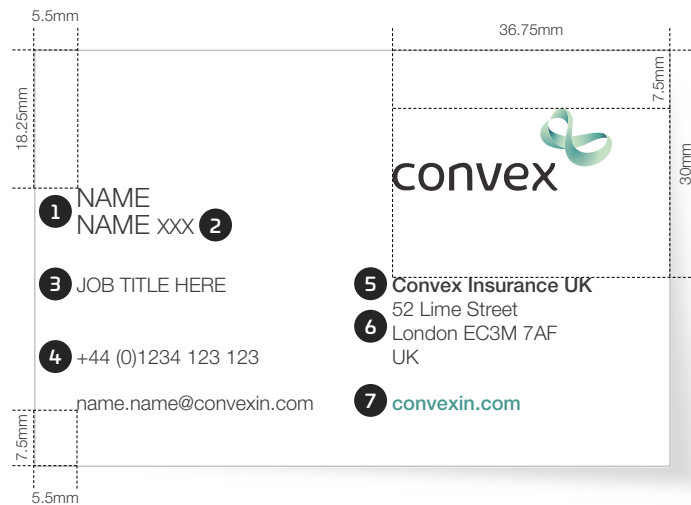 5.5mm
36.75mm
7.5mm
18.25mm
30mm
convex
1 NAME
NAME XXX 2
3 JOB TITLE HERE
4 +44 (0)1234 123 123
name.name@convexin.com
5 Convex Insurance UK
6 52 Lime Street
London EC3M 7AF
UK
7 convexin.com
7.5mm
5.5mm